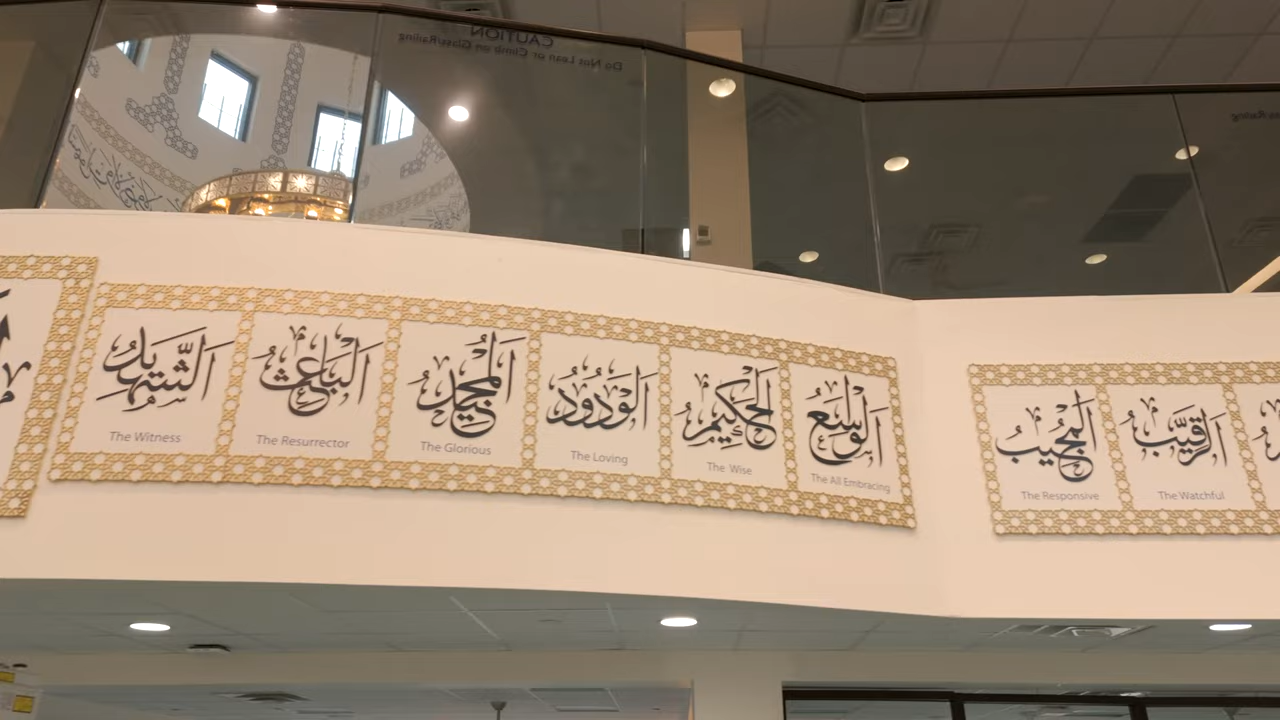 CAUTION
Do Not Lean or Climb on Glass Railing
الشهيد
The Witness
الباعث
The Resurrector
المجيد
The Glorious
الودود
The Loving
الحكيم
The Wise
الواسع
The All Embracing
المجيب
The Responsive
الرقيب
The Watchful